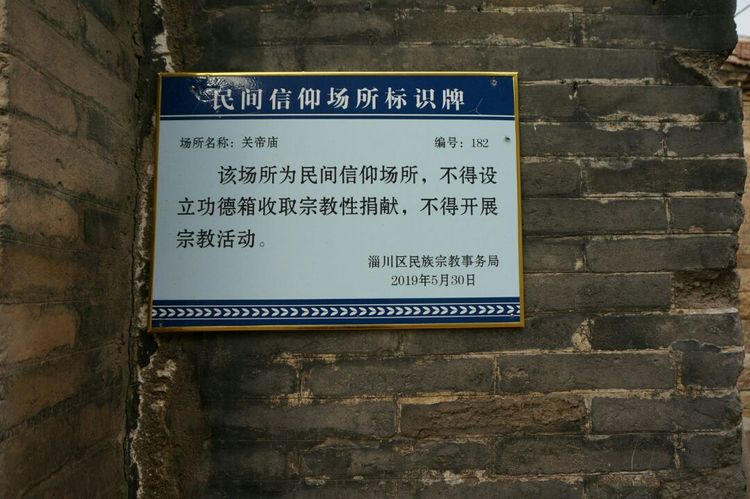 民间信仰场所标识牌
场所名称：关帝庙 编号：182
该场所为民间信仰场所，不得设
立功德箱收取宗教性捐献，不得开展
宗教活动。
淄川区民族宗教事务局
2019年5月30日